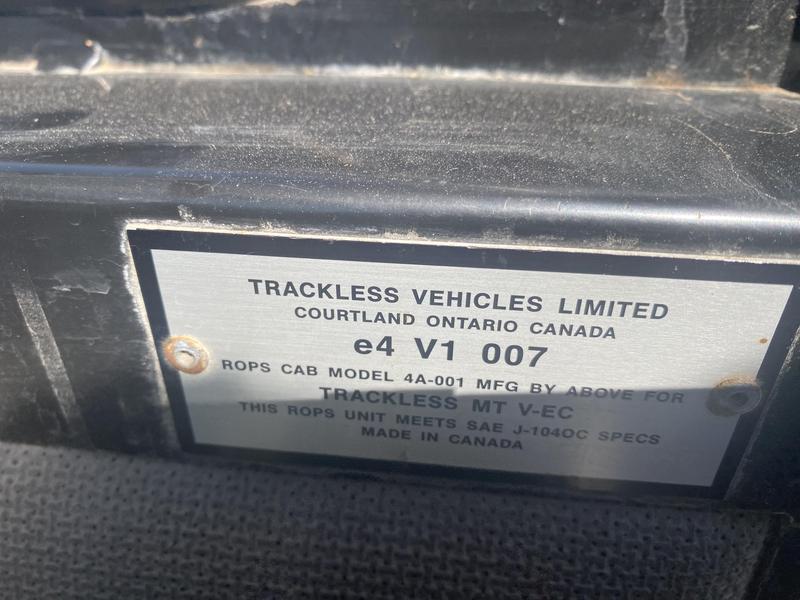 TRACKLESS VEHICLES LIMITED
COURTLAND ONTARIO CANADA
e4 V1 007
ROPS CAB MODEL 4A-001 MFG BY ABOVE FOR
TRACKLESS MT V-EC
THIS ROPS UNIT MEETS SAE J-1040C SPECS
MADE IN CANADA